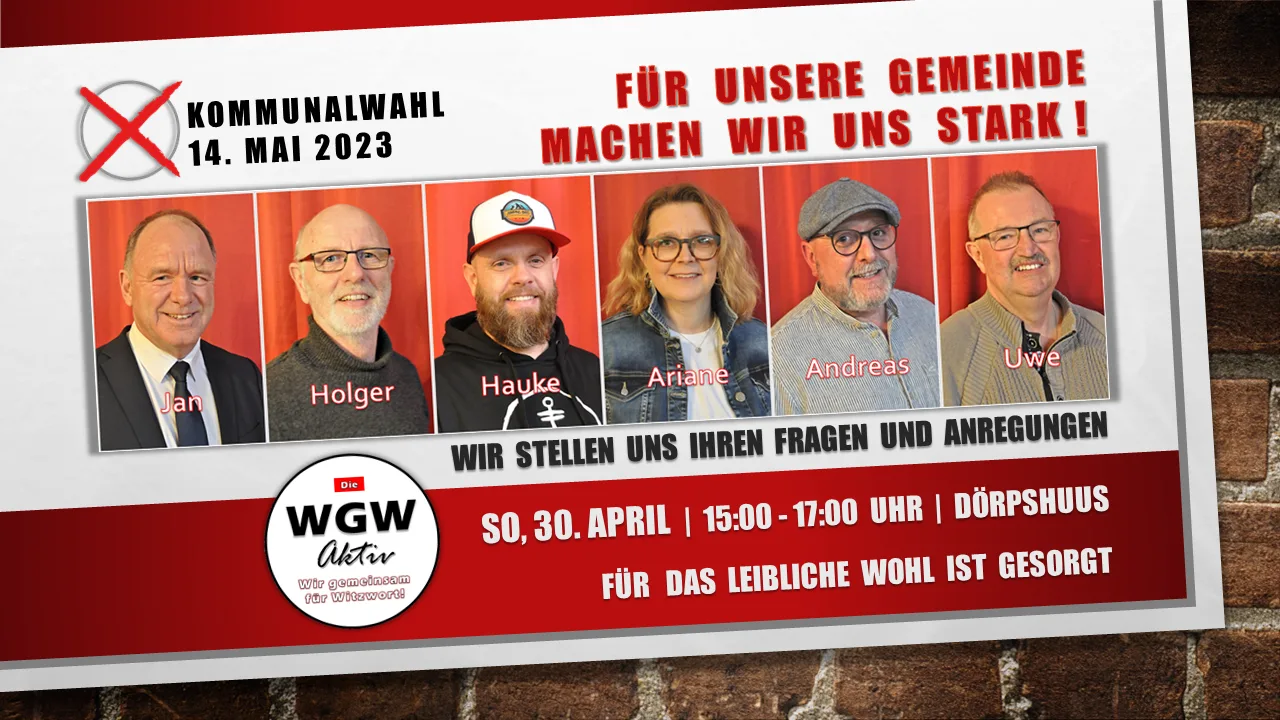 KOMMUNALWAHL
14. MAI 2023
FÜR UNSERE GEMEINDE
MACHEN WIR UNS STARK !
Jan
Holger
Hauke
Ariane
Andreas
Uwe
WIR STELLEN UNS IHREN FRAGEN UND ANREGUNGEN
Die
WGW
Aktiv
Wir gemeinsam
für Witzwort!
SO, 30. APRIL | 15:00 - 17:00 UHR | DÖRPSHUUS
FÜR DAS LEIBLICHE WOHL IST GESORGT